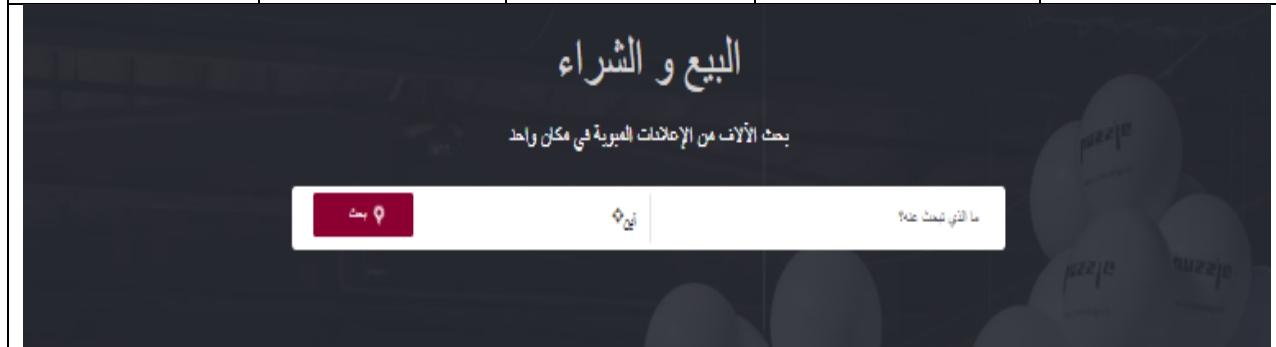 البيع و الشراء
بحث الآلاف من الإعلانات المبوبة في مكان واحد
ما الذي تبحث عنه؟
أين
بحث